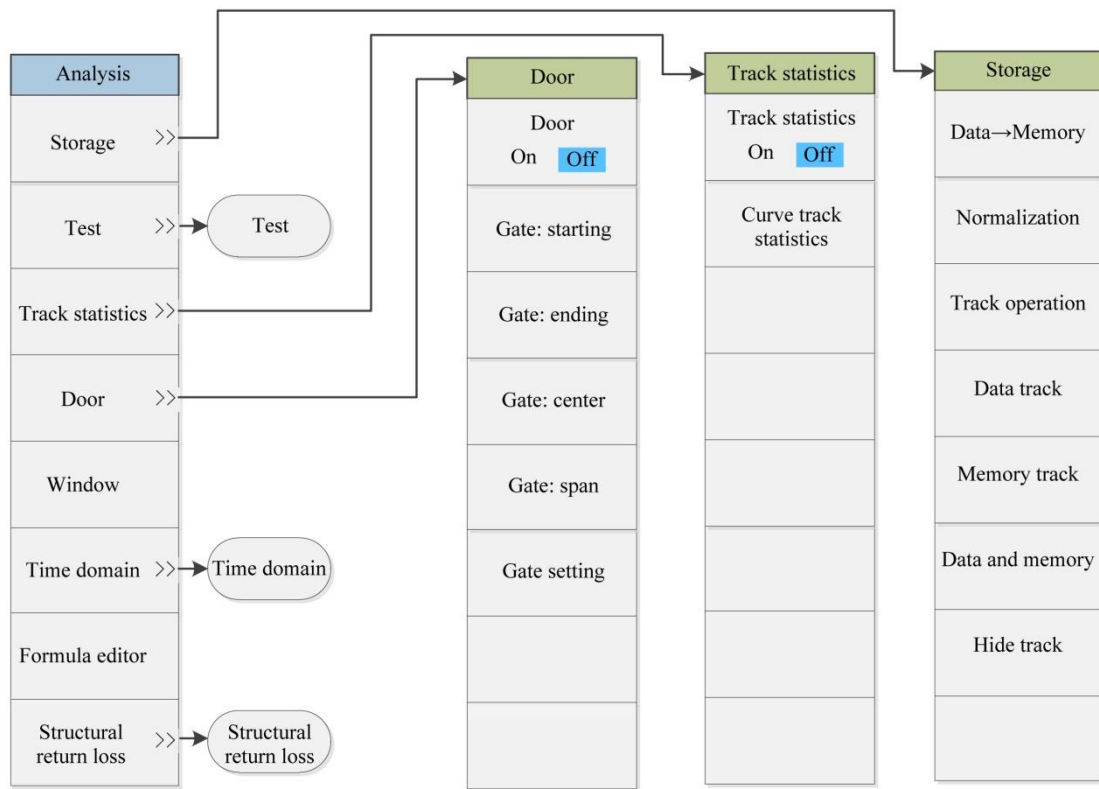 Analysis
Storage >>
Test >>
Track statistics >>
Door >>
Window
Time domain >>
Formula editor
Structural >>
return loss
Test
Time domain
Structural
return loss
Door
Door
On Off
Gate: starting
Gate: ending
Gate: center
Gate: span
Gate setting
Track statistics
Track statistics
On Off
Curve track
statistics
Storage
Data→Memory
Normalization
Track operation
Data track
Memory track
Data and memory
Hide track